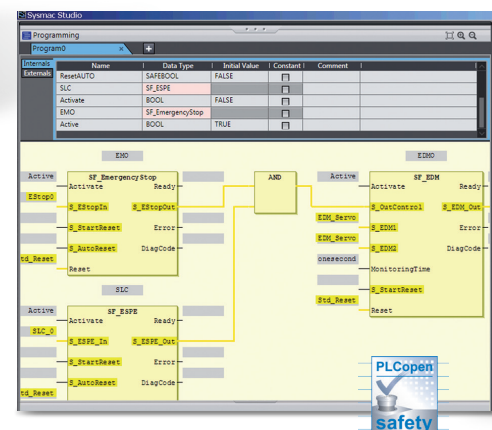 Sysmac Studio
Programming
Program0 × +
Internals
Externals
Name Data Type Initial Value Constant Comment
ResetAUTO SAFEBOOL FALSE
SLC SF_ESPE
Activate BOOL FALSE
EMO SF_EmergencyStop
Active BOOL TRUE
EMO
SF_EmergencyStop
Active Activate Ready
EStop0 S_EStopIn S_EStopOut
S_StartReset Error
S_AutoReset DiagCode
td_Reset Reset
SLC
SF_ESPE
Active Activate Ready
SLC_0 S_ESPE_In S_ESPE_Out
S_StartReset Error
S_AutoReset DiagCode
td_Reset
AND
EDMO
SF_EDM
Active Activate Ready
S_OutControl S_EDM_Out
EDM_Servo S_EDM1 Error
EDM_Servo S_EDM2 DiagCode
onesecond MonitoringTime
S_StartReset
Std_Reset Reset
PLCopen
safety